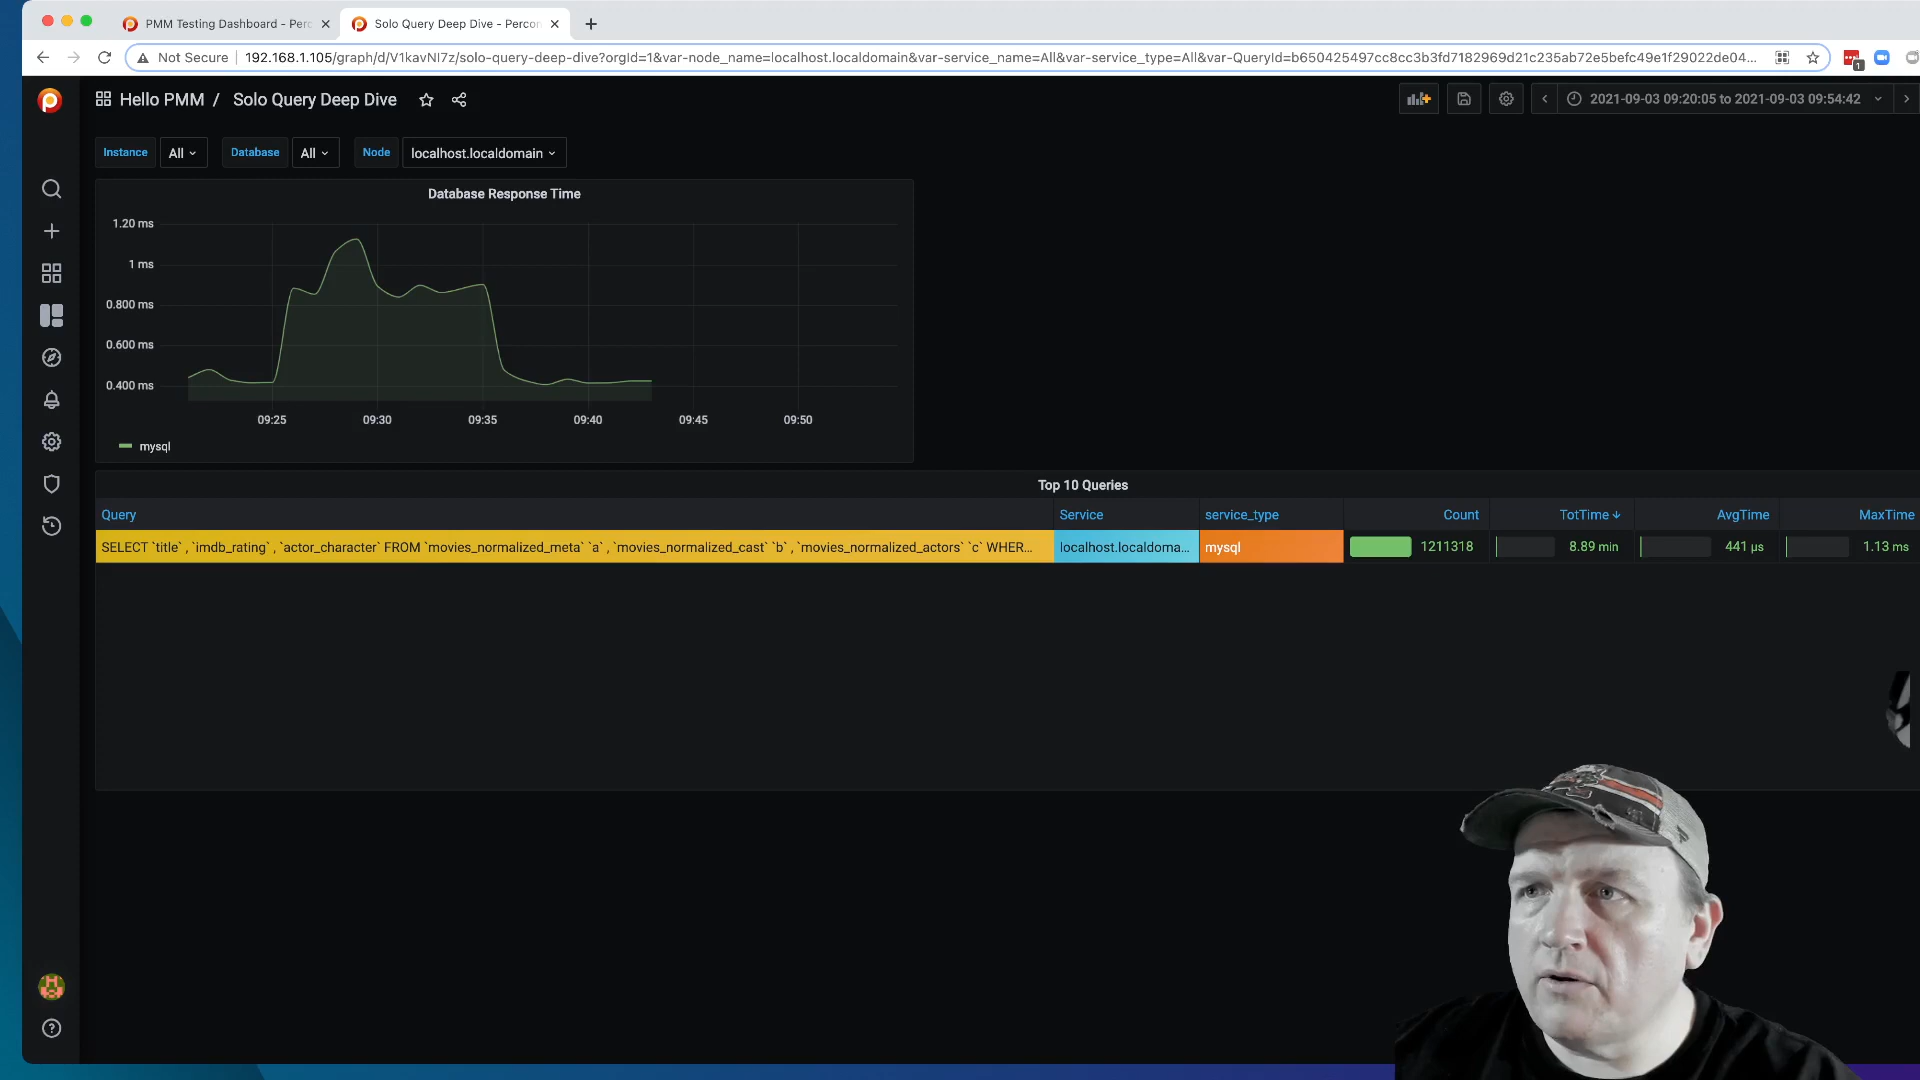 PMM Testing Dashboard - Perc
Solo Query Deep Dive - Percon
Not Secure
192.168.1.105/graph/d/V1kavNI7z/solo-query-deep-dive?orgId=1&var-node_name=localhost.localdomain&var-service_name=All&var-service_type=All&var-QueryId=b650425497cc8cc3b3fd7182969d21c235ab72e5befc49e1f29022de04...
1
Hello PMM / Solo Query Deep Dive
2021-09-03 09:20:05 to 2021-09-03 09:54:42
Instance All Database All Node localhost.localdomain
Database Response Time
1.20 ms
1 ms
0.800 ms
0.600 ms
0.400 ms
09:25 09:30 09:35 09:40 09:45 09:50
mysql
Top 10 Queries
Query Service service_type Count TotTime AvgTime MaxTime
SELECT `title` , `imdb_rating` , `actor_character` FROM `movies_normalized_meta` `a` , `movies_normalized_cast` `b` , `movies_normalized_actors` `c` WHER... localhost.localdoma... mysql 1211318 8.89 min 441 µs 1.13 ms